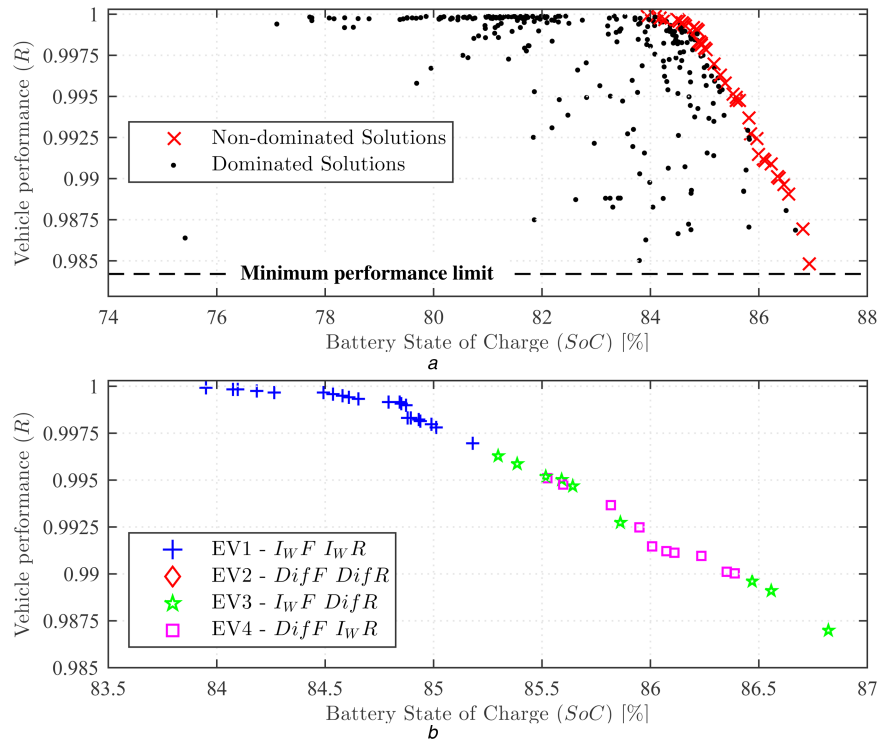 1
0.9975
0.995
0.9925
0.99
0.9875
0.985
Vehicle performance (R)
Non-dominated Solutions
Dominated Solutions
Minimum performance limit
74 76 78 80 82 84 86 88
Battery State of Charge (SoC) [%]
a
1
0.9975
0.995
0.9925
0.99
0.9875
0.985
Vehicle performance (R)
EV1 - I_WF I_WR
EV2 - DifF DifR
EV3 - I_WF DifR
EV4 - DifF I_WR
83.5 84 84.5 85 85.5 86 86.5 87
Battery State of Charge (SoC) [%]
b